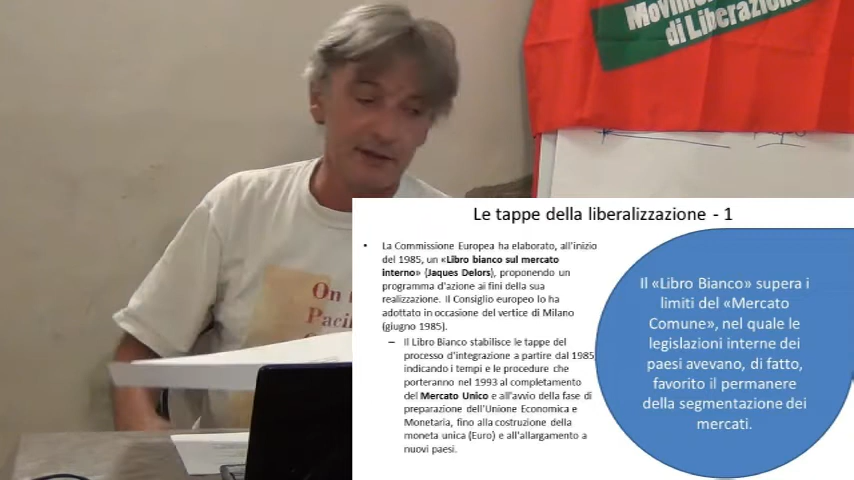 di Liberazione
On
Pacif
Le tappe della liberalizzazione - 1
• La Commissione Europea ha elaborato, all'inizio
del 1985, un «Libro bianco sul mercato
interno» (Jaques Delors), proponendo un
programma d'azione ai fini della sua
realizzazione. Il Consiglio europeo lo ha
adottato in occasione del vertice di Milano
(giugno 1985).
– Il Libro Bianco stabilisce le tappe del
processo d'integrazione a partire dal 1985
indicando i tempi e le procedure che
porteranno nel 1993 al completamento
del Mercato Unico e all'avvio della fase di
preparazione dell'Unione Economica e
Monetaria, fino alla costruzione della
moneta unica (Euro) e all'allargamento a
nuovi paesi.
Il «Libro Bianco» supera i
limiti del «Mercato
Comune», nel quale le
legislazioni interne dei
paesi avevano, di fatto,
favorito il permanere
della segmentazione dei
mercati.